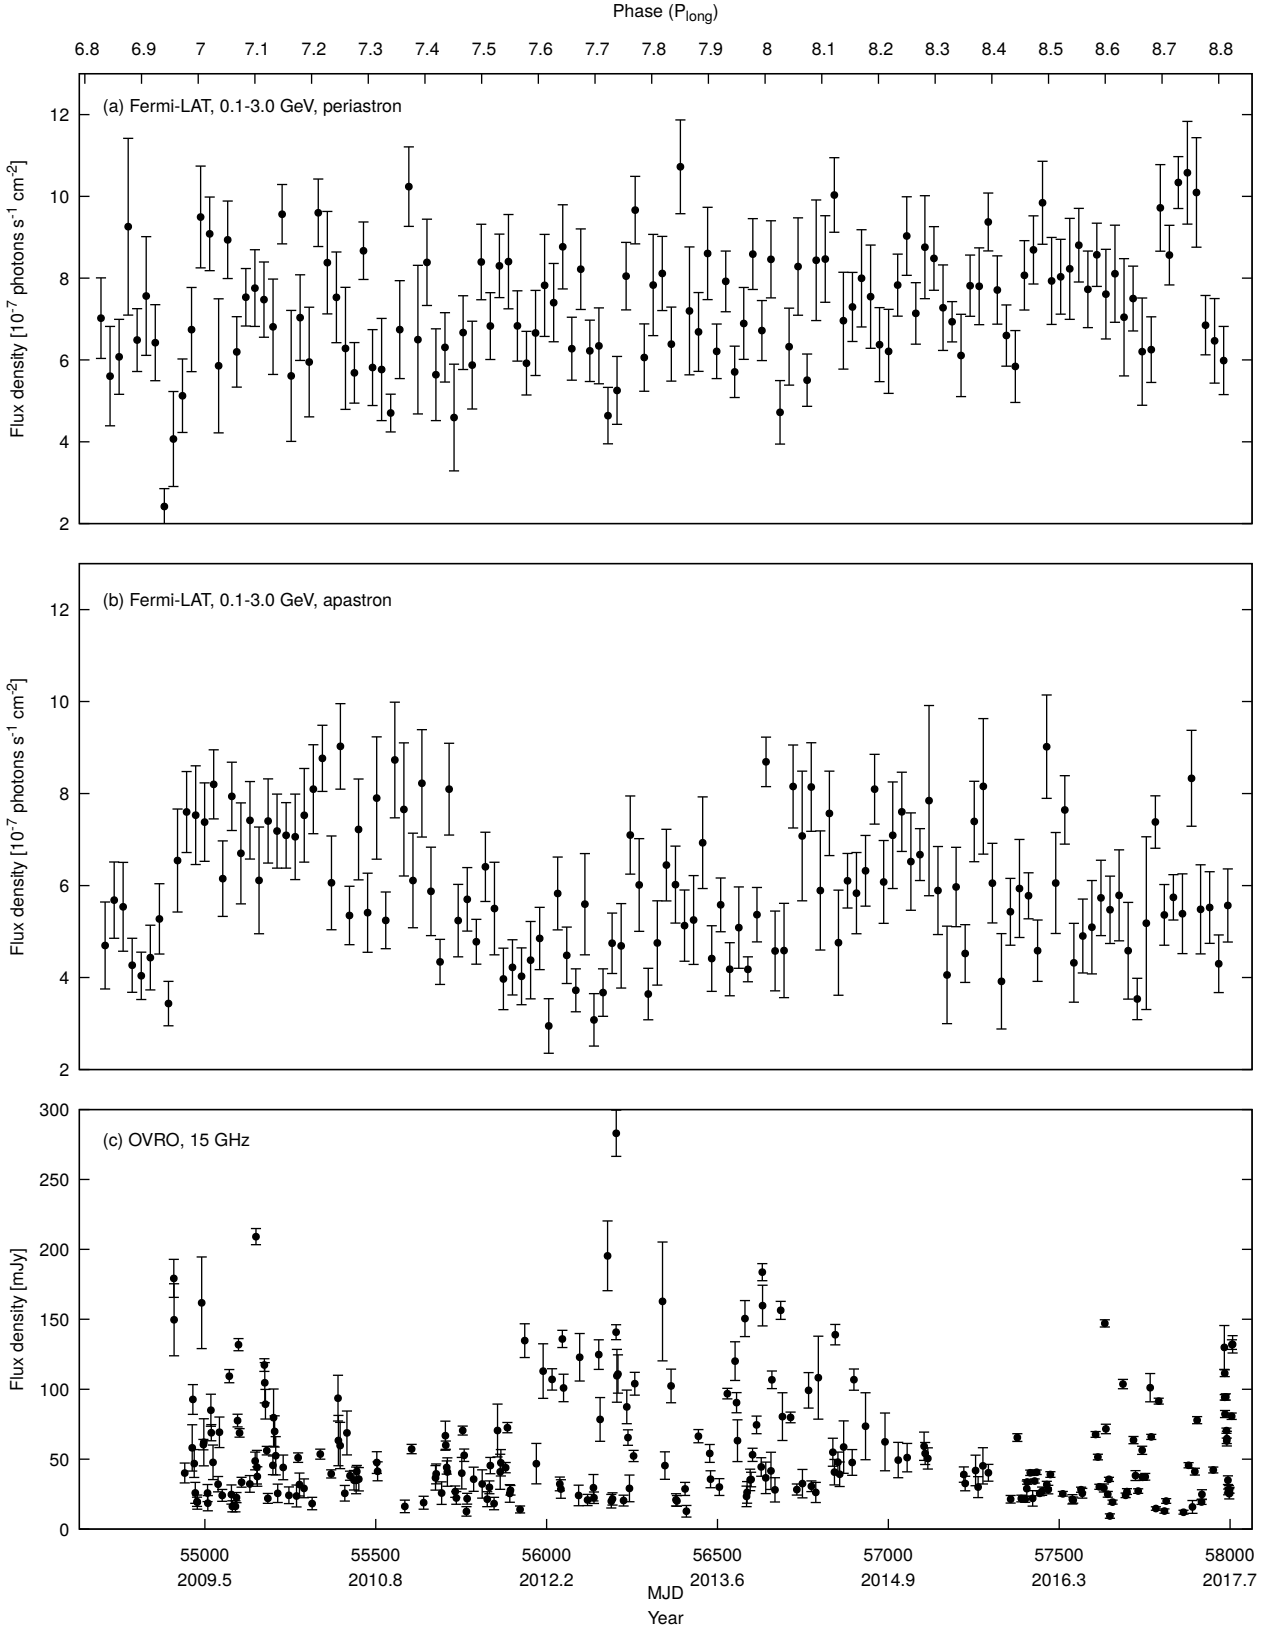 Phase (P_long)
6.8 6.9 7 7.1 7.2 7.3 7.4 7.5 7.6 7.7 7.8 7.9 8 8.1 8.2 8.3 8.4 8.5 8.6 8.7 8.8
(a) Fermi-LAT, 0.1-3.0 GeV, periastron
Flux density [10^-7 photons s^-1 cm^-2]
12
10
8
6
4
2
(b) Fermi-LAT, 0.1-3.0 GeV, apastron
Flux density [10^-7 photons s^-1 cm^-2]
12
10
8
6
4
2
(c) OVRO, 15 GHz
Flux density [mJy]
300
250
200
150
100
50
0
55000 55500 56000 56500 57000 57500 58000
2009.5 2010.8 2012.2 2013.6 2014.9 2016.3 2017.7
MJD
Year